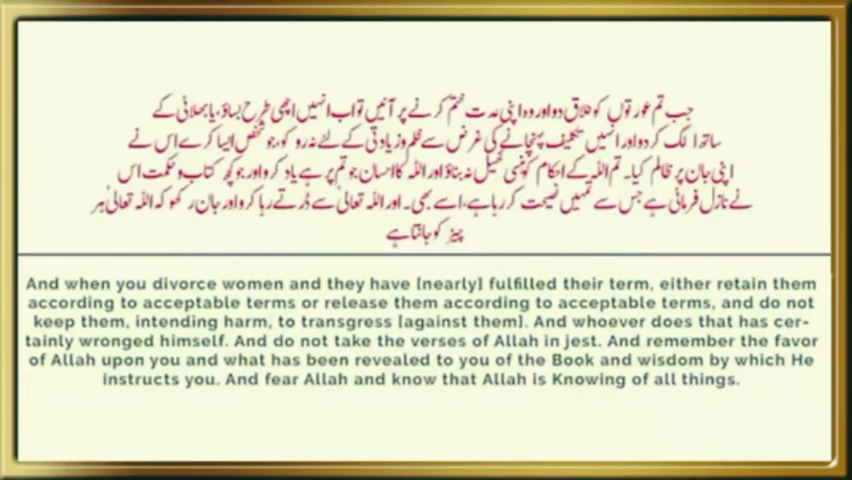 جب تم عورتوں کو طلاق دو اور وہ اپنی عدت ختم کرنے پر آئیں تو اب انہیں اچھی طرح بساؤ، یا بھلائی کے
ساتھ الگ کر دو اور انہیں تکلیف پہنچانے کی غرض سے ظلم وزیادتی کے لئے نہ روکو، جو شخص ایسا کرے اس نے
اپنی جان پر ظلم کیا۔ تم اللہ کے احکام کو ہنسی کھیل نہ بناؤ اور اللہ کا احسان جو تم پر ہے یاد کرو اور جو کچھ کتاب وحکمت اس
نے نازل فرمائی ہے جس سے تمہیں نصیحت کر رہا ہے، اسے بھی۔ اور اللہ تعالیٰ سے ڈرتے رہا کرو اور جان رکھو کہ اللہ تعالیٰ ہر
چیز کو جانتا ہے
And when you divorce women and they have [nearly] fulfilled their term, either retain them
according to acceptable terms or release them according to acceptable terms, and do not
keep them, intending harm, to transgress [against them]. And whoever does that has cer-
tainly wronged himself. And do not take the verses of Allah in jest. And remember the favor
of Allah upon you and what has been revealed to you of the Book and wisdom by which He
instructs you. And fear Allah and know that Allah is Knowing of all things.